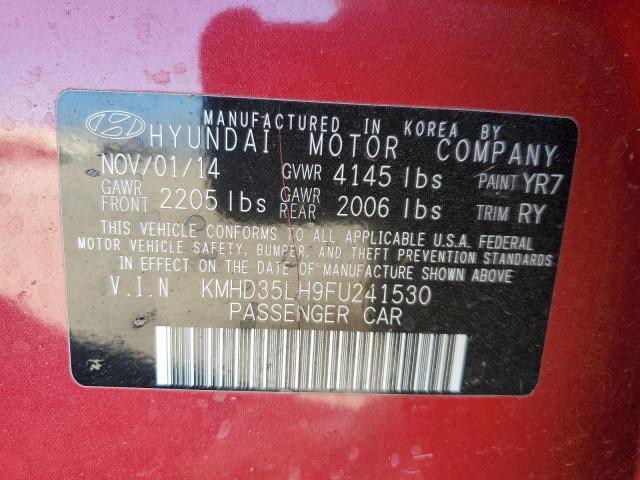 MANUFACTURED IN KOREA BY
HYUNDAI MOTOR COMPANY
NOV/01/14 GVWR 4145 lbs PAINT YR7
GAWR FRONT 2205 lbs GAWR REAR 2006 lbs TRIM RY
THIS VEHICLE CONFORMS TO ALL APPLICABLE U.S.A. FEDERAL
MOTOR VEHICLE SAFETY, BUMPER, AND THEFT PREVENTION STANDARDS
IN EFFECT ON THE DATE OF MANUFACTURE SHOWN ABOVE
V.I.N KMHD35LH9FU241530
PASSENGER CAR